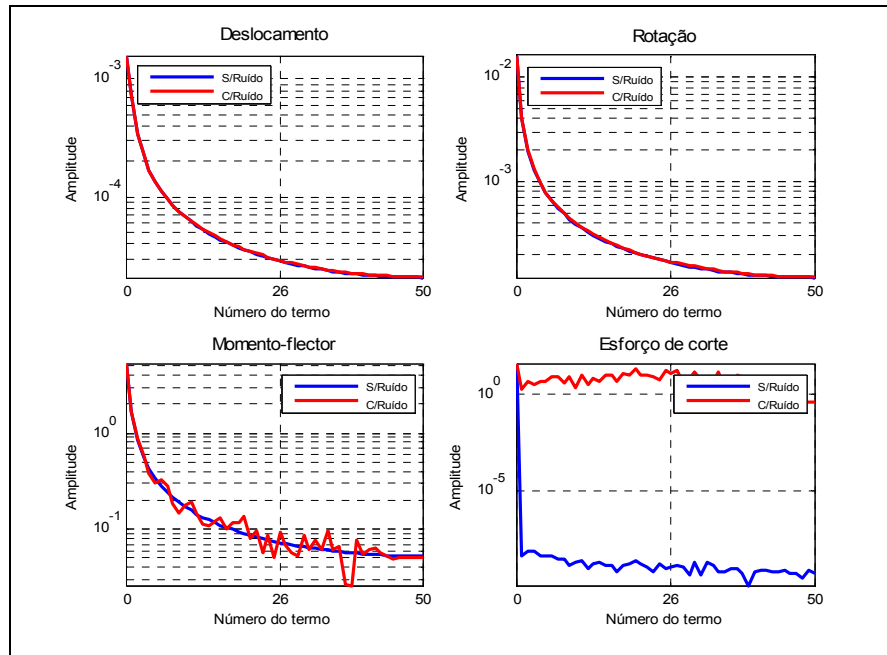 Deslocamento
10^-3
10^-4
Amplitude
S/Ruído
C/Ruído
0
26
50
Número do termo
Rotação
10^-2
10^-3
Amplitude
S/Ruído
C/Ruído
0
26
50
Número do termo
Momento-flector
10^0
10^-1
Amplitude
S/Ruído
C/Ruído
0
26
50
Número do termo
Esforço de corte
10^0
10^-5
Amplitude
S/Ruído
C/Ruído
0
26
50
Número do termo